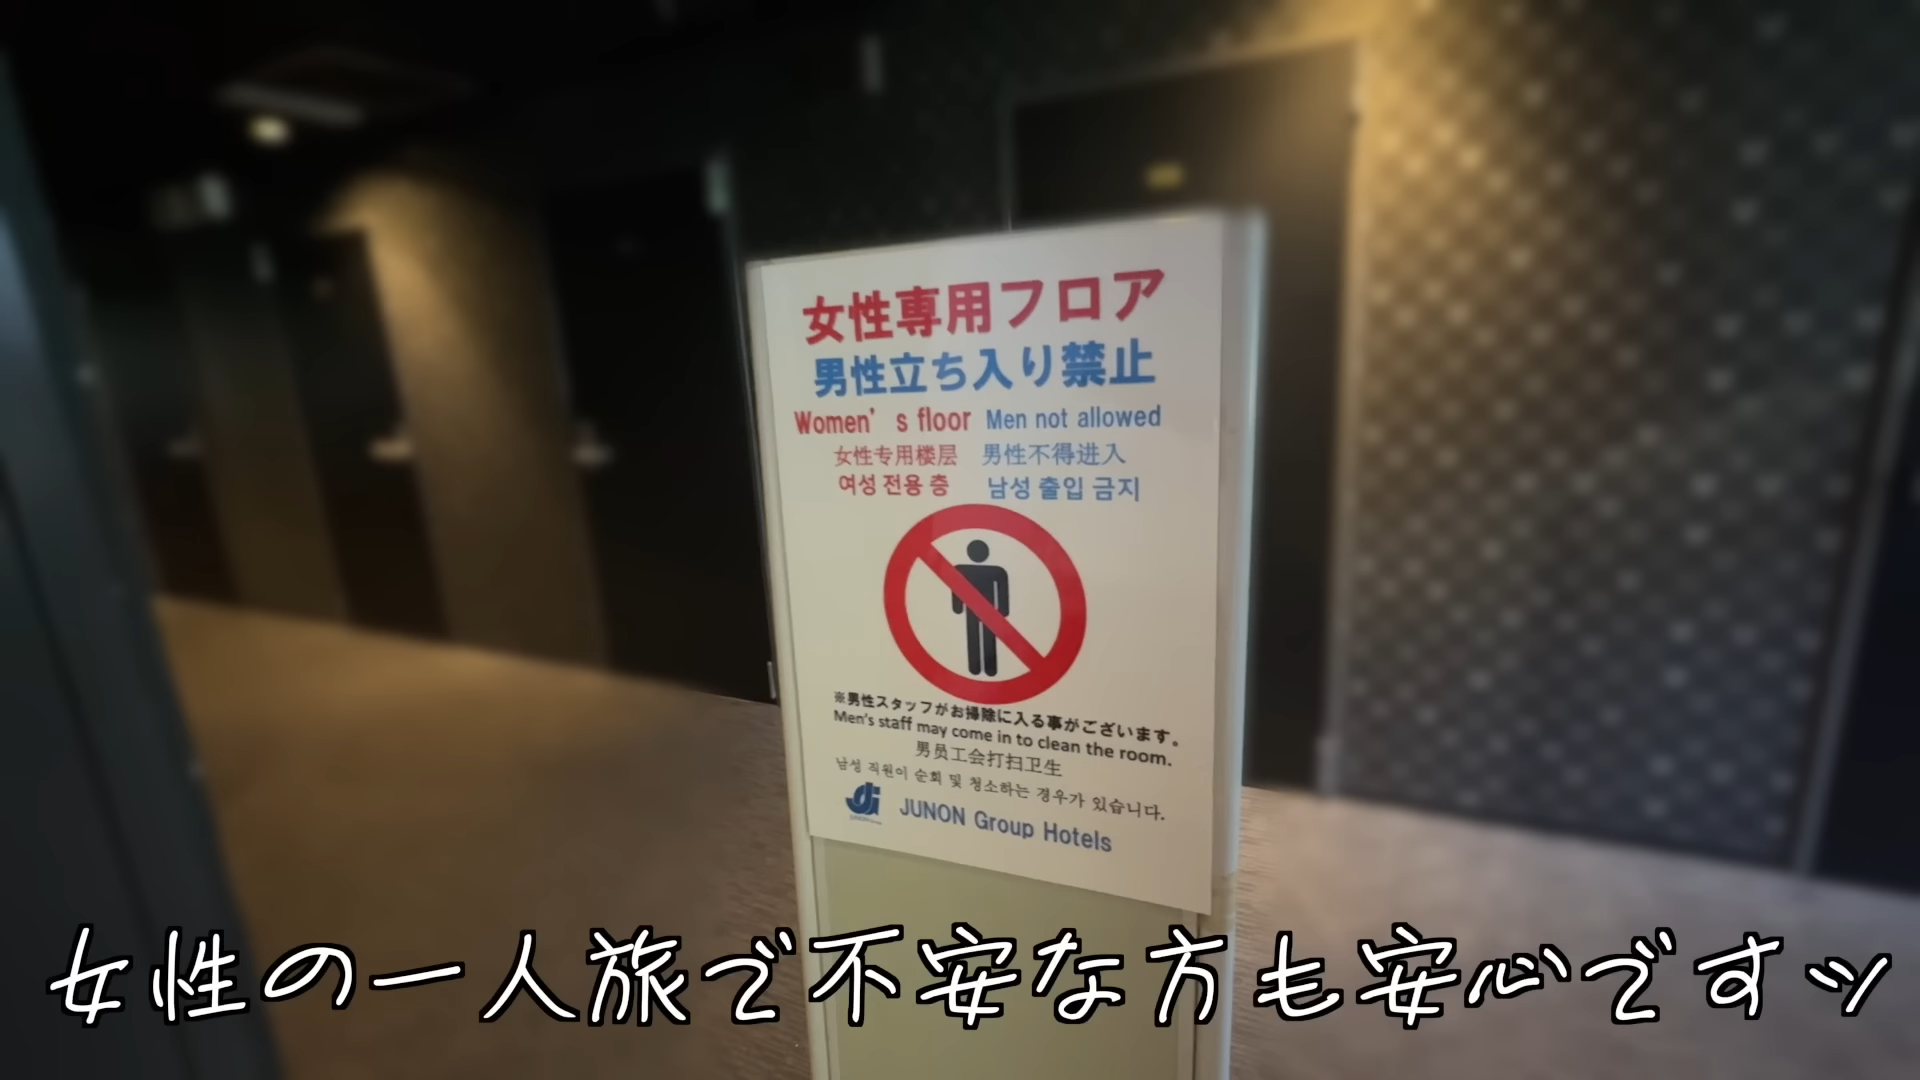 女性専用フロア
男性立ち入り禁止
Women’s floor Men not allowed
女性专用楼层 男性不得进入
여성 전용 층 남성 출입 금지
※男性スタッフがお掃除に入る事がございます。
Men's staff may come in to clean the room.
男员工会打扫卫生
남성 직원이 순회 및 청소하는 경우가 있습니다.
JUNON Group Hotels
女性の一人旅で不安な方も安心ですッ